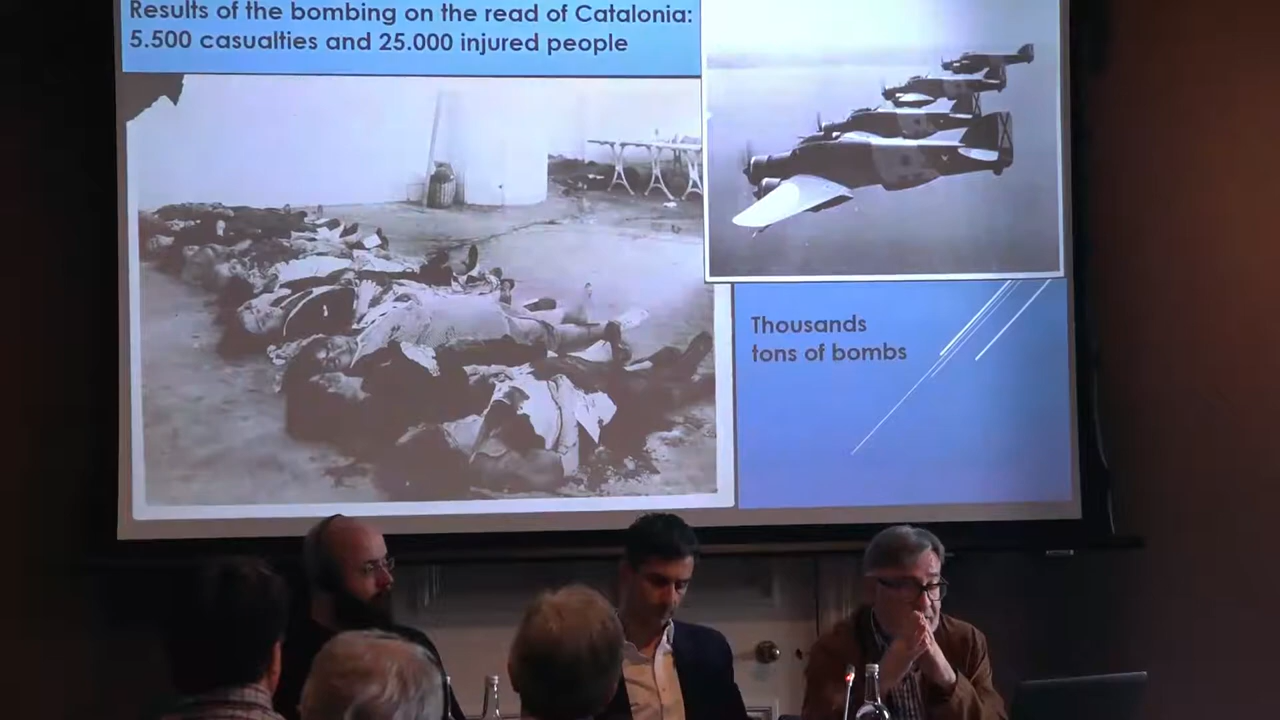 Results of the bombing on the read of Catalonia:
5.500 casualties and 25.000 injured people
Thousands
tons of bombs